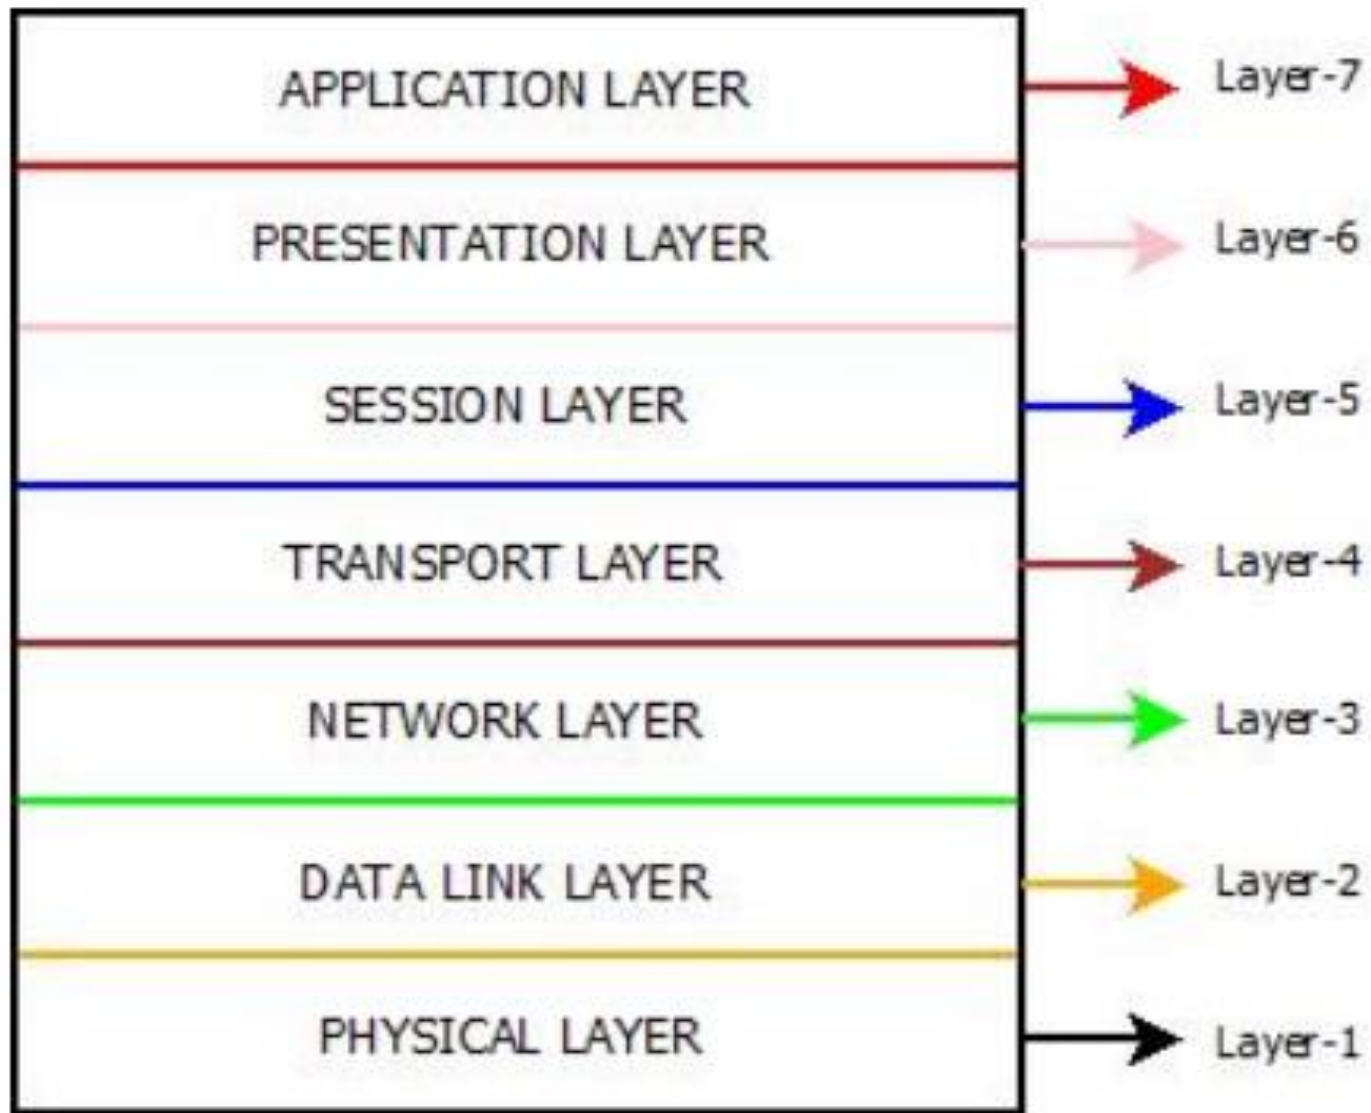 APPLICATION LAYER Layer-7
PRESENTATION LAYER Layer-6
SESSION LAYER Layer-5
TRANSPORT LAYER Layer-4
NETWORK LAYER Layer-3
DATA LINK LAYER Layer-2
PHYSICAL LAYER Layer-1